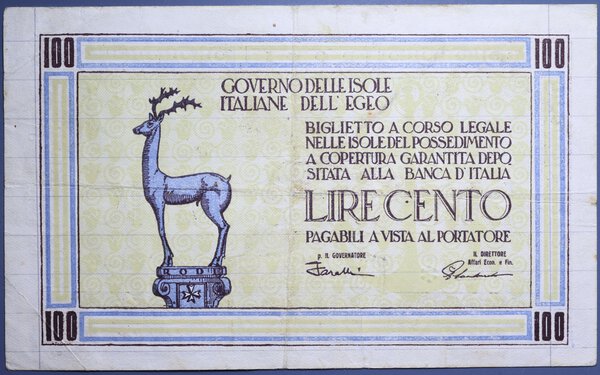 100 100
GOVERNO DELLE ISOLE
ITALIANE DELL' EGEO
BIGLIETTO A CORSO LEGALE
NELLE ISOLE DEL POSSEDIMENTO
A COPERTURA GARANTITA DEPO
SITATA ALLA BANCA D'ITALIA
LIRE CENTO
PAGABILI A VISTA AL PORTATORE
p. IL GOVERNATORE
IL DIRETTORE
Affari Econ. e Fin.
Faralli
100 100